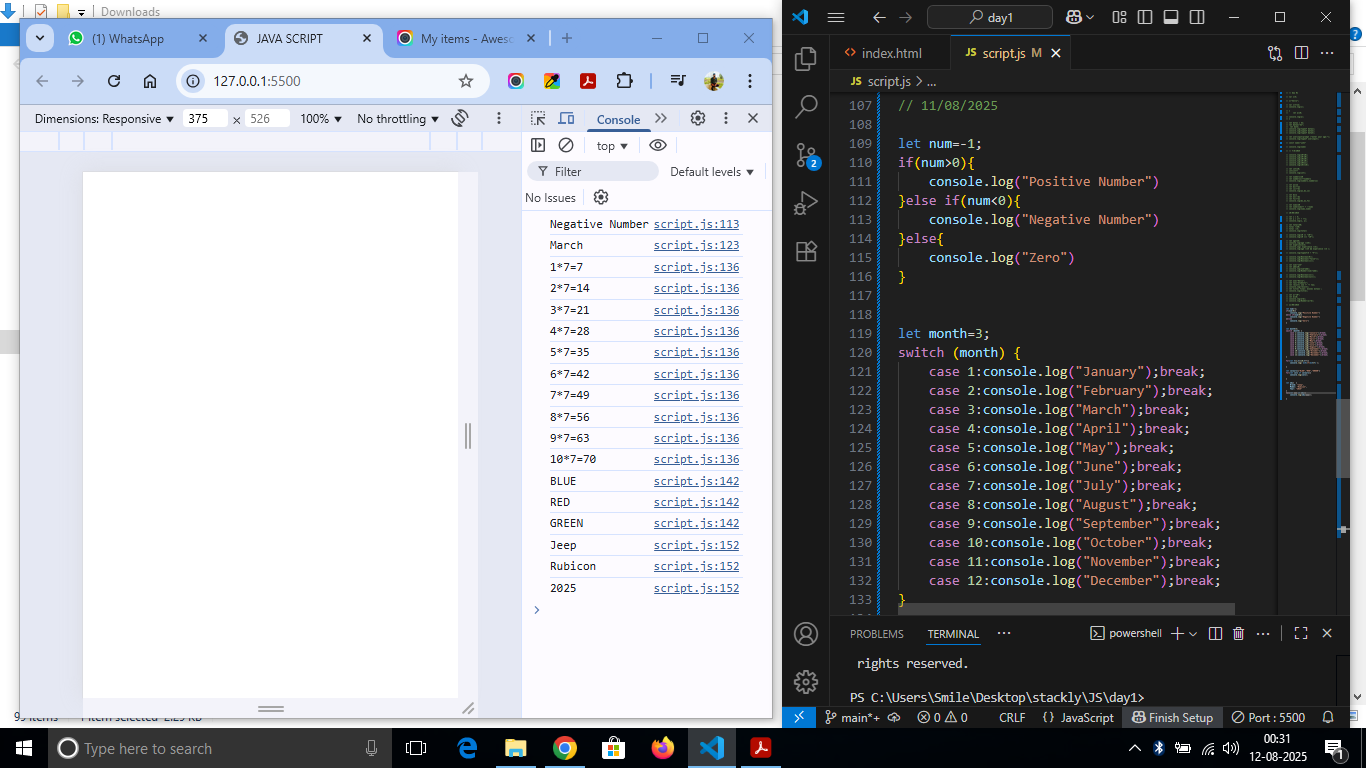 Downloads
(1) WhatsApp
JAVA SCRIPT
My items - Aweso
127.0.0.1:5500
Dimensions: Responsive
375
×
526
100%
No throttling
Console
top
Filter
Default levels
No Issues
Negative Number script.js:113
March script.js:123
1*7=7 script.js:136
2*7=14 script.js:136
3*7=21 script.js:136
4*7=28 script.js:136
5*7=35 script.js:136
6*7=42 script.js:136
7*7=49 script.js:136
8*7=56 script.js:136
9*7=63 script.js:136
10*7=70 script.js:136
BLUE script.js:142
RED script.js:142
GREEN script.js:142
Jeep script.js:152
Rubicon script.js:152
2025 script.js:152
day1
index.html
JS script.js M
JS script.js > ...
107 // 11/08/2025
108
109 let num=-1;
110 if(num>0){
111 console.log("Positive Number")
112 }else if(num<0){
113 console.log("Negative Number")
114 }else{
115 console.log("Zero")
116 }
117
118
119 let month=3;
120 switch (month) {
121 case 1:console.log("January");break;
122 case 2:console.log("February");break;
123 case 3:console.log("March");break;
124 case 4:console.log("April");break;
125 case 5:console.log("May");break;
126 case 6:console.log("June");break;
127 case 7:console.log("July");break;
128 case 8:console.log("August");break;
129 case 9:console.log("September");break;
130 case 10:console.log("October");break;
131 case 11:console.log("November");break;
132 case 12:console.log("December");break;
133 }
2
PROBLEMS
TERMINAL
powershell
rights reserved.
PS C:\Users\Smile\Desktop\stackly\JS\day1>
main*+
0
0
CRLF
{} JavaScript
Finish Setup
Port : 5500
Type here to search
00:31
12-08-2025
1